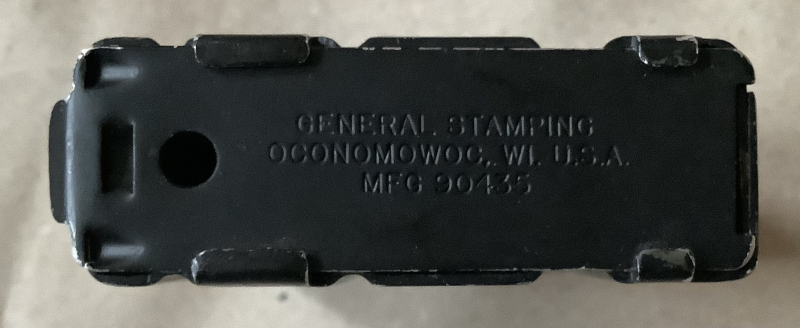 GENERAL STAMPING
OCONOMOWOC, WI. U.S.A.
MFG 90435